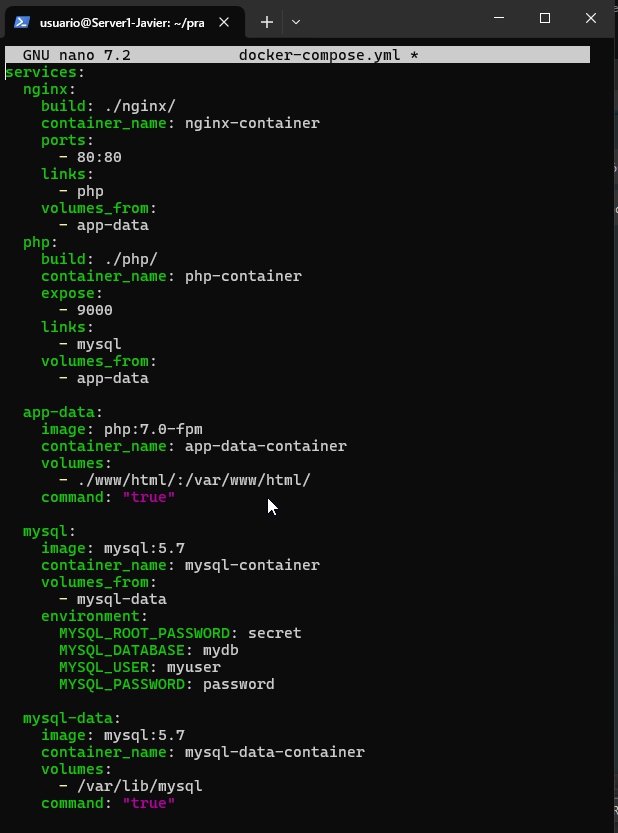 usuario@Server1-Javier: ~/pra
GNU nano 7.2 docker-compose.yml *
services:
  nginx:
    build: ./nginx/
    container_name: nginx-container
    ports:
      - 80:80
    links:
      - php
    volumes_from:
      - app-data
  php:
    build: ./php/
    container_name: php-container
    expose:
      - 9000
    links:
      - mysql
    volumes_from:
      - app-data

  app-data:
    image: php:7.0-fpm
    container_name: app-data-container
    volumes:
      - ./www/html/:/var/www/html/
    command: "true"

  mysql:
    image: mysql:5.7
    container_name: mysql-container
    volumes_from:
      - mysql-data
    environment:
      MYSQL_ROOT_PASSWORD: secret
      MYSQL_DATABASE: mydb
      MYSQL_USER: myuser
      MYSQL_PASSWORD: password

  mysql-data:
    image: mysql:5.7
    container_name: mysql-data-container
    volumes:
      - /var/lib/mysql
    command: "true"